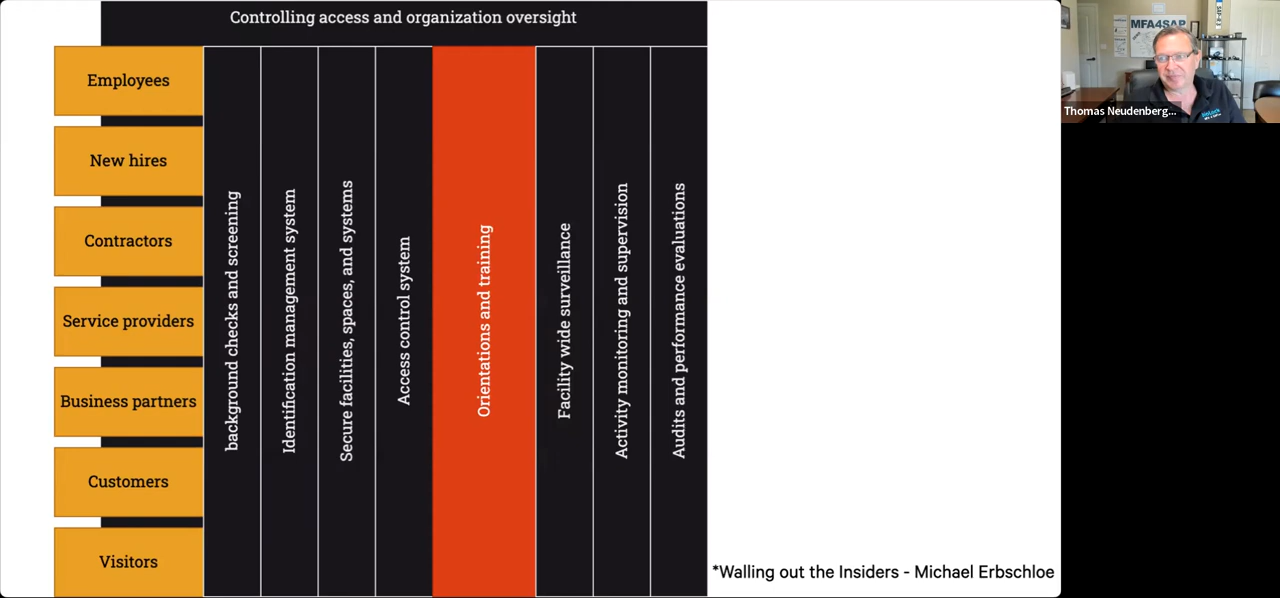 Controlling access and organization oversight
Employees
New hires
Contractors
Service providers
Business partners
Customers
Visitors
background checks and screening
Identification management system
Secure facilities, spaces, and systems
Access control system
Orientations and training
Facility wide surveillance
Activity monitoring and supervision
Audits and performance evaluations
*Walling out the Insiders - Michael Erbschloe
MFA4SAP
Thomas Neudenberg...